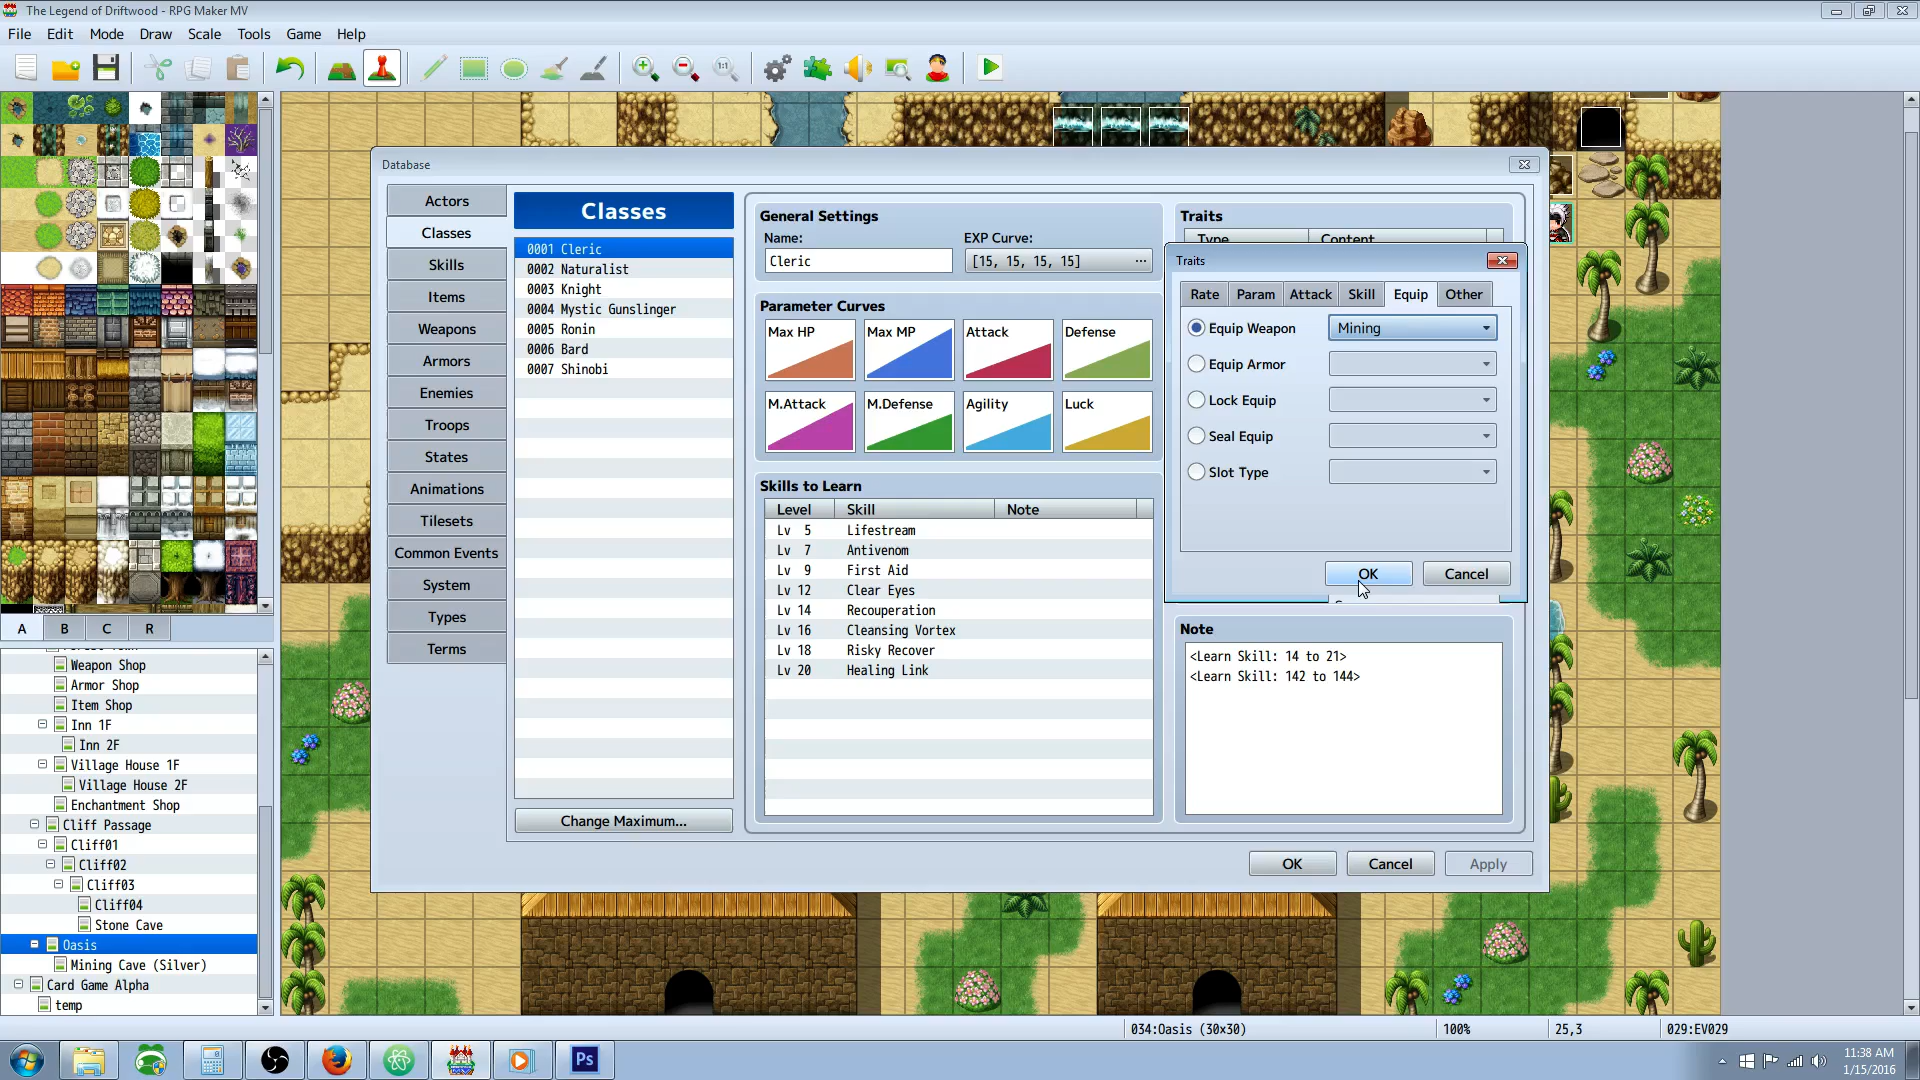 The Legend of Driftwood - RPG Maker MV
File Edit Mode Draw Scale Tools Game Help
1:1
Database
Actors
Classes
Skills
Items
Weapons
Armors
Enemies
Troops
States
Animations
Tilesets
Common Events
System
Types
Terms
Classes
0001 Cleric
0002 Naturalist
0003 Knight
0004 Mystic Gunslinger
0005 Ronin
0006 Bard
0007 Shinobi
Change Maximum...
General Settings
Name:
EXP Curve:
Cleric
[15, 15, 15, 15] ...
Parameter Curves
Max HP
Max MP
Attack
Defense
M.Attack
M.Defense
Agility
Luck
Skills to Learn
Level Skill Note
Lv 5 Lifestream
Lv 7 Antivenom
Lv 9 First Aid
Lv 12 Clear Eyes
Lv 14 Recouperation
Lv 16 Cleansing Vortex
Lv 18 Risky Recover
Lv 20 Healing Link
Traits
Type Content
Traits
Rate Param Attack Skill Equip Other
Equip Weapon Mining
Equip Armor
Lock Equip
Seal Equip
Slot Type
OK Cancel
Note
<Learn Skill: 14 to 21>
<Learn Skill: 142 to 144>
OK Cancel Apply
A B C R
Weapon Shop
Armor Shop
Item Shop
Inn 1F
Inn 2F
Village House 1F
Village House 2F
Enchantment Shop
Cliff Passage
Cliff01
Cliff02
Cliff03
Cliff04
Stone Cave
Oasis
Mining Cave (Silver)
Card Game Alpha
temp
034:Oasis (30x30)
100%
25,3
029:EV029
Ps
11:38 AM
1/15/2016